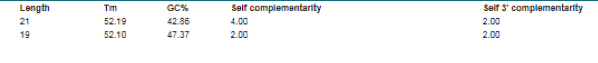 Length Tm GC% Self complementarity Self 3' complementarity
21 52.19 42.86 4.00 2.00
19 52.10 47.37 2.00 2.00